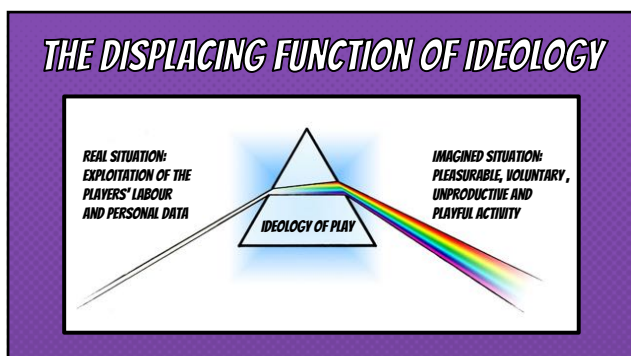 THE DISPLACING FUNCTION OF IDEOLOGY
REAL SITUATION:
EXPLOITATION OF THE
PLAYERS' LABOUR
AND PERSONAL DATA
IDEOLOGY OF PLAY
IMAGINED SITUATION:
PLEASURABLE, VOLUNTARY,
UNPRODUCTIVE AND
PLAYFUL ACTIVITY